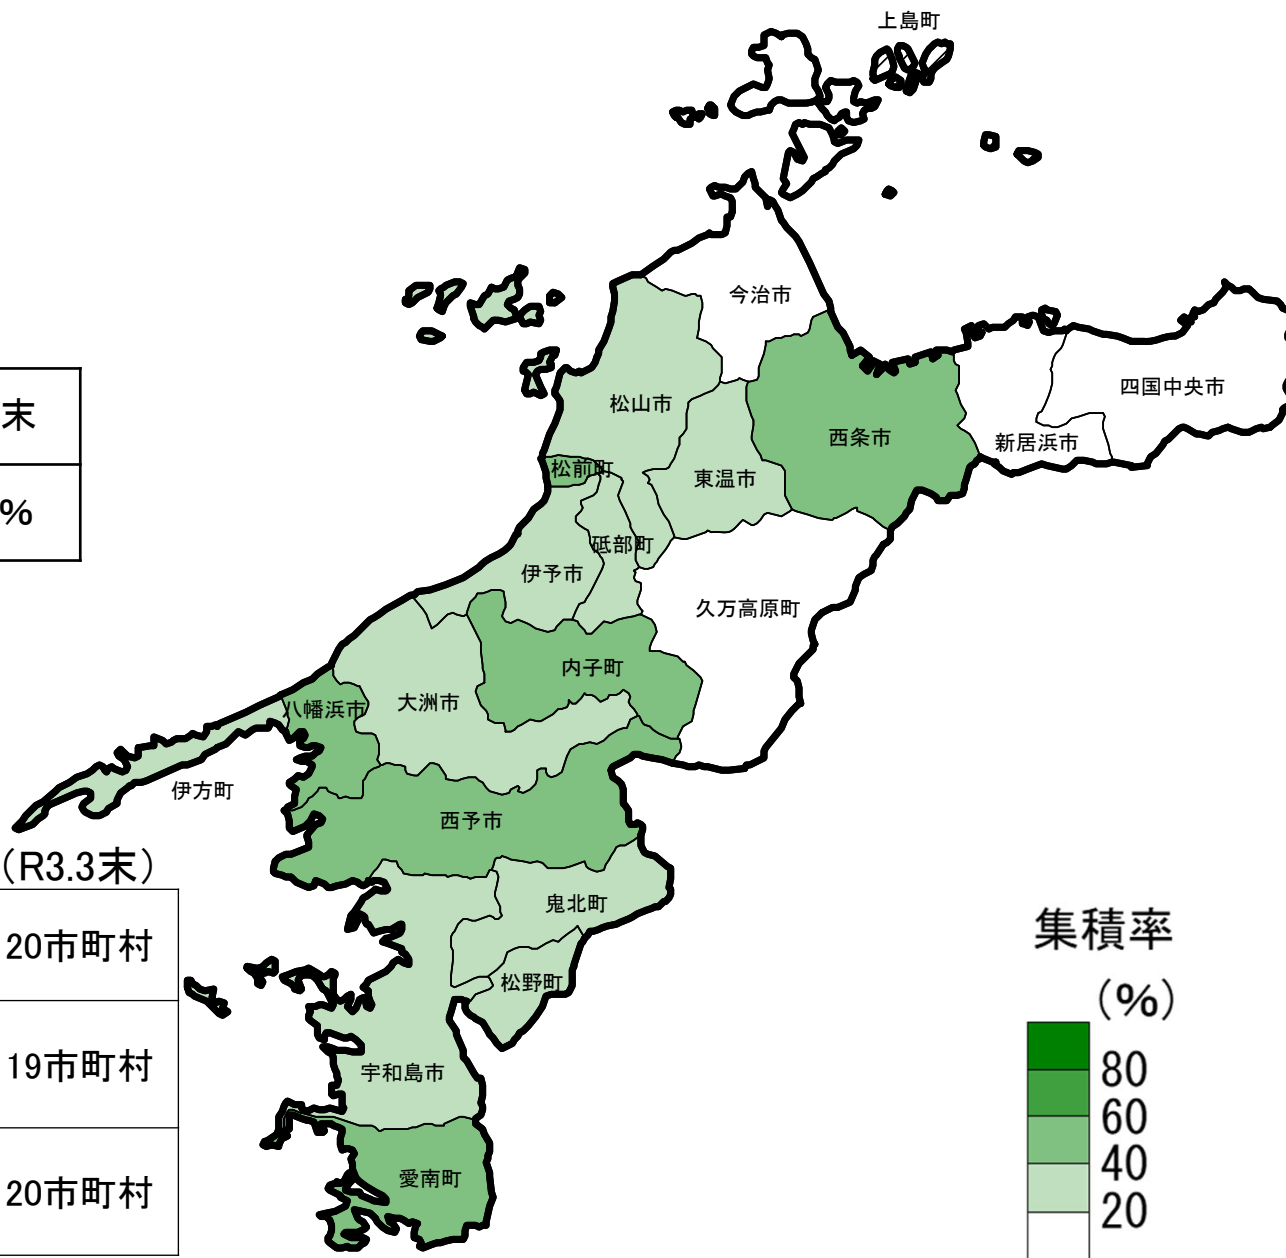 上島町
今治市
四国中央市
新居浜市
西条市
松山市
東温市
松前町
砥部町
伊予市
久万高原町
内子町
大洲市
八幡浜市
伊方町
西予市
鬼北町
松野町
宇和島市
愛南町
末
%
（R3.3末）
20市町村
19市町村
20市町村
集積率
（%）
80
60
40
20